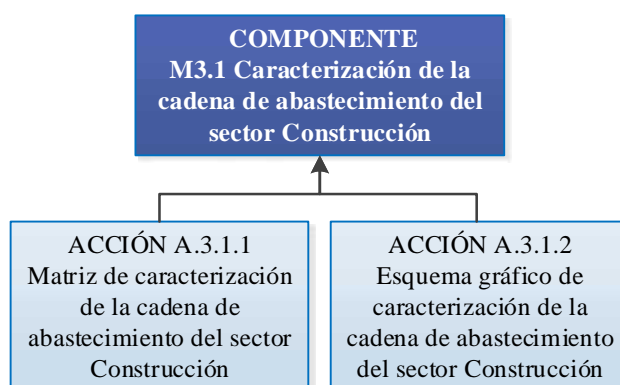 COMPONENTE
M3.1 Caracterización de la
cadena de abastecimiento del
sector Construcción
ACCIÓN A.3.1.1
Matriz de caracterización
de la cadena de
abastecimiento del sector
Construcción
ACCIÓN A.3.1.2
Esquema gráfico de
caracterización de la
cadena de abastecimiento
del sector Construcción